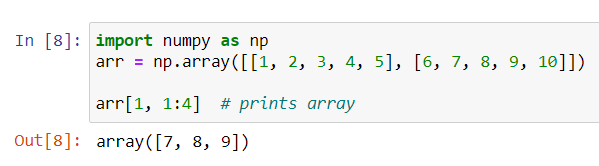 In [8]: import numpy as np
arr = np.array([[1, 2, 3, 4, 5], [6, 7, 8, 9, 10]])
arr[1, 1:4]  # prints array
Out[8]: array([7, 8, 9])